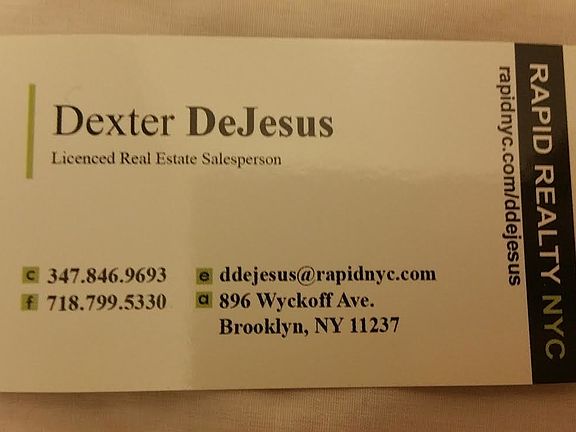 Dexter DeJesus
Licenced Real Estate Salesperson
c 347.846.9693
f 718.799.5330
e ddejesus@rapidnyc.com
a 896 Wyckoff Ave.
Brooklyn, NY 11237
RAPID REALTY NYC
rapidnyc.com/ddejesus